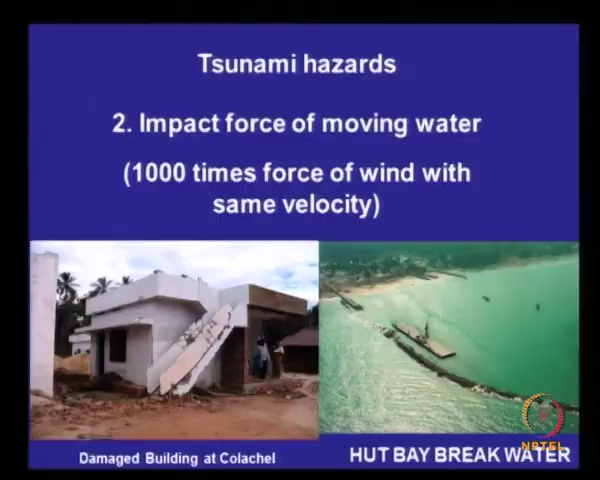 Tsunami hazards
2. Impact force of moving water
(1000 times force of wind with
same velocity)
Damaged Building at Colachel
HUT BAY BREAK WATER
NPTEL